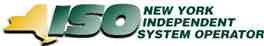 ISO
NEW YORK
INDEPENDENT
SYSTEM OPERATOR